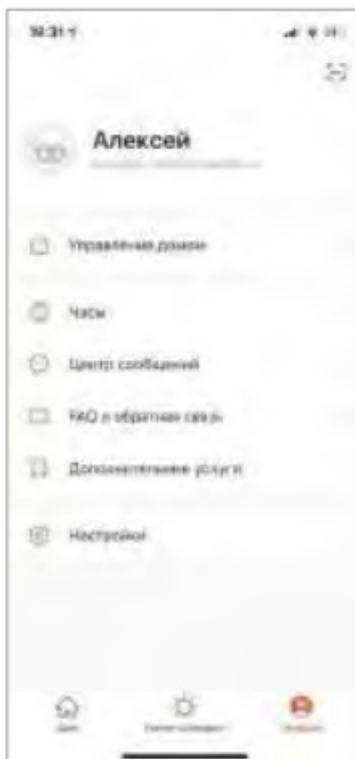 Алексей
Управление домом
Часы
Центр сообщений
FAQ и обратная связь
Дополнительные услуги
Настройки